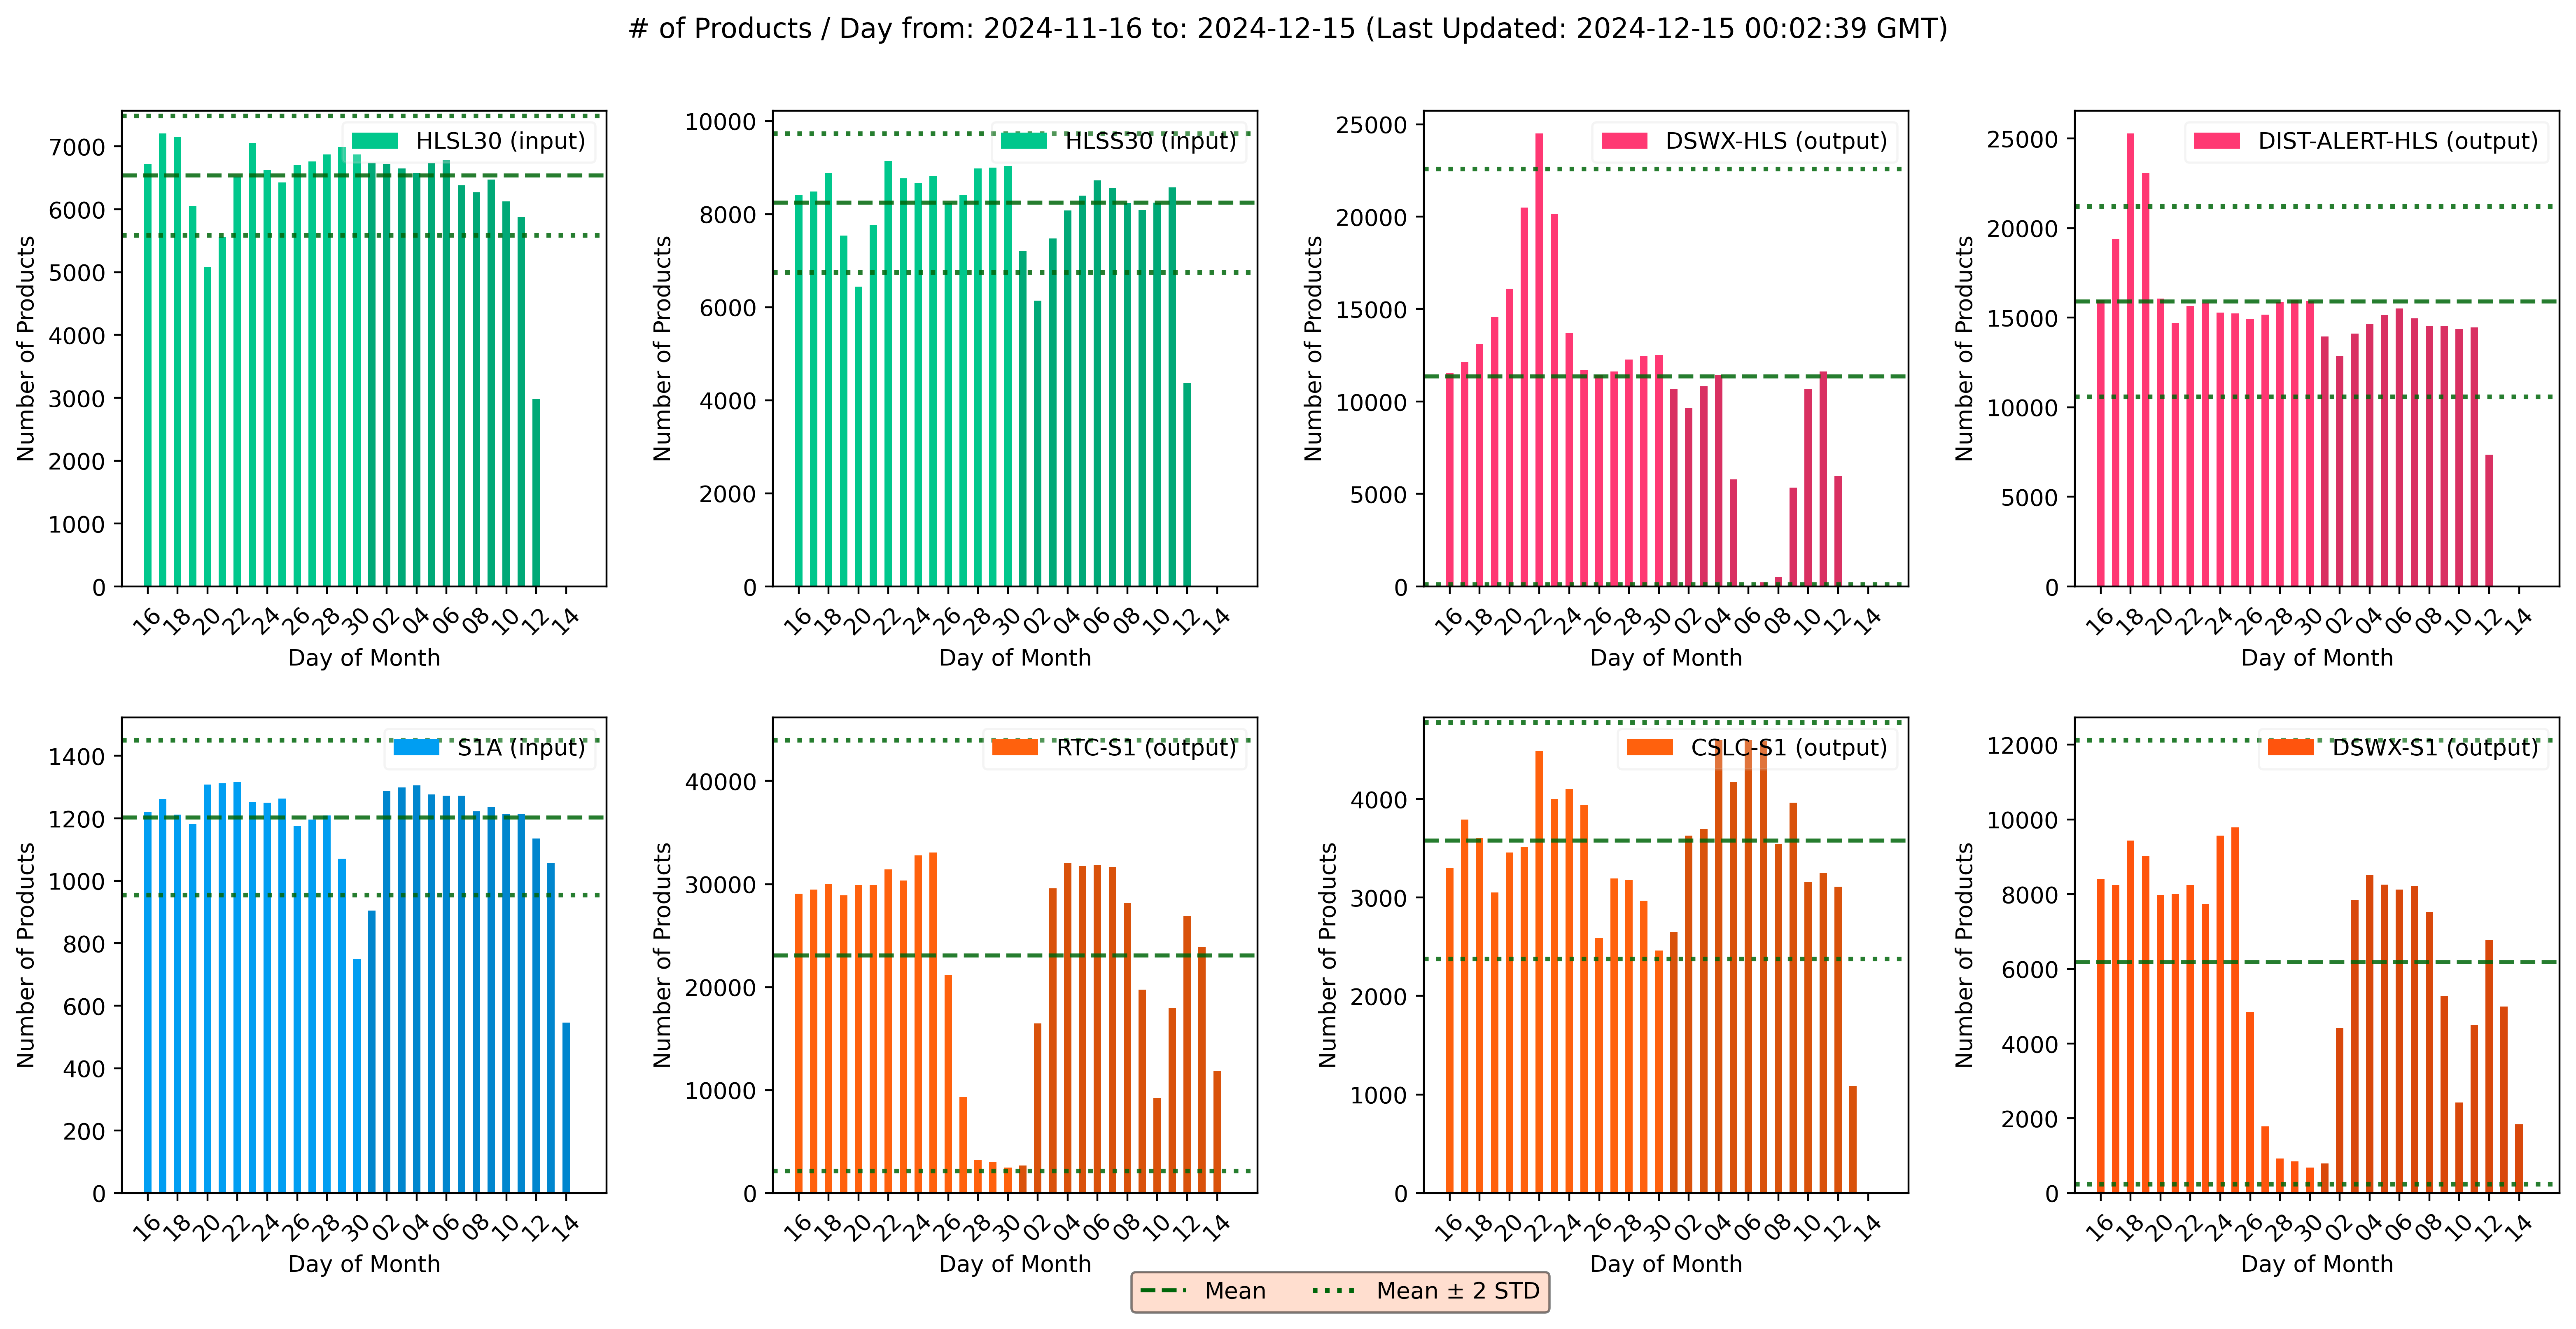 # of Products / Day from: 2024-11-16 to: 2024-12-15 (Last Updated: 2024-12-15 00:02:39 GMT)
HLSL30 (input)
Number of Products
7000
6000
5000
4000
3000
2000
1000
0
16 18 20 22 24 26 28 30 02 04 06 08 10 12 14
Day of Month
HLSS30 (input)
Number of Products
10000
8000
6000
4000
2000
0
16 18 20 22 24 26 28 30 02 04 06 08 10 12 14
Day of Month
DSWX-HLS (output)
Number of Products
25000
20000
15000
10000
5000
0
16 18 20 22 24 26 28 30 02 04 06 08 10 12 14
Day of Month
DIST-ALERT-HLS (output)
Number of Products
25000
20000
15000
10000
5000
0
16 18 20 22 24 26 28 30 02 04 06 08 10 12 14
Day of Month
S1A (input)
Number of Products
1400
1200
1000
800
600
400
200
0
16 18 20 22 24 26 28 30 02 04 06 08 10 12 14
Day of Month
RTC-S1 (output)
Number of Products
40000
30000
20000
10000
0
16 18 20 22 24 26 28 30 02 04 06 08 10 12 14
Day of Month
CSLC-S1 (output)
Number of Products
4000
3000
2000
1000
0
16 18 20 22 24 26 28 30 02 04 06 08 10 12 14
Day of Month
DSWX-S1 (output)
Number of Products
12000
10000
8000
6000
4000
2000
0
16 18 20 22 24 26 28 30 02 04 06 08 10 12 14
Day of Month
Mean Mean ± 2 STD